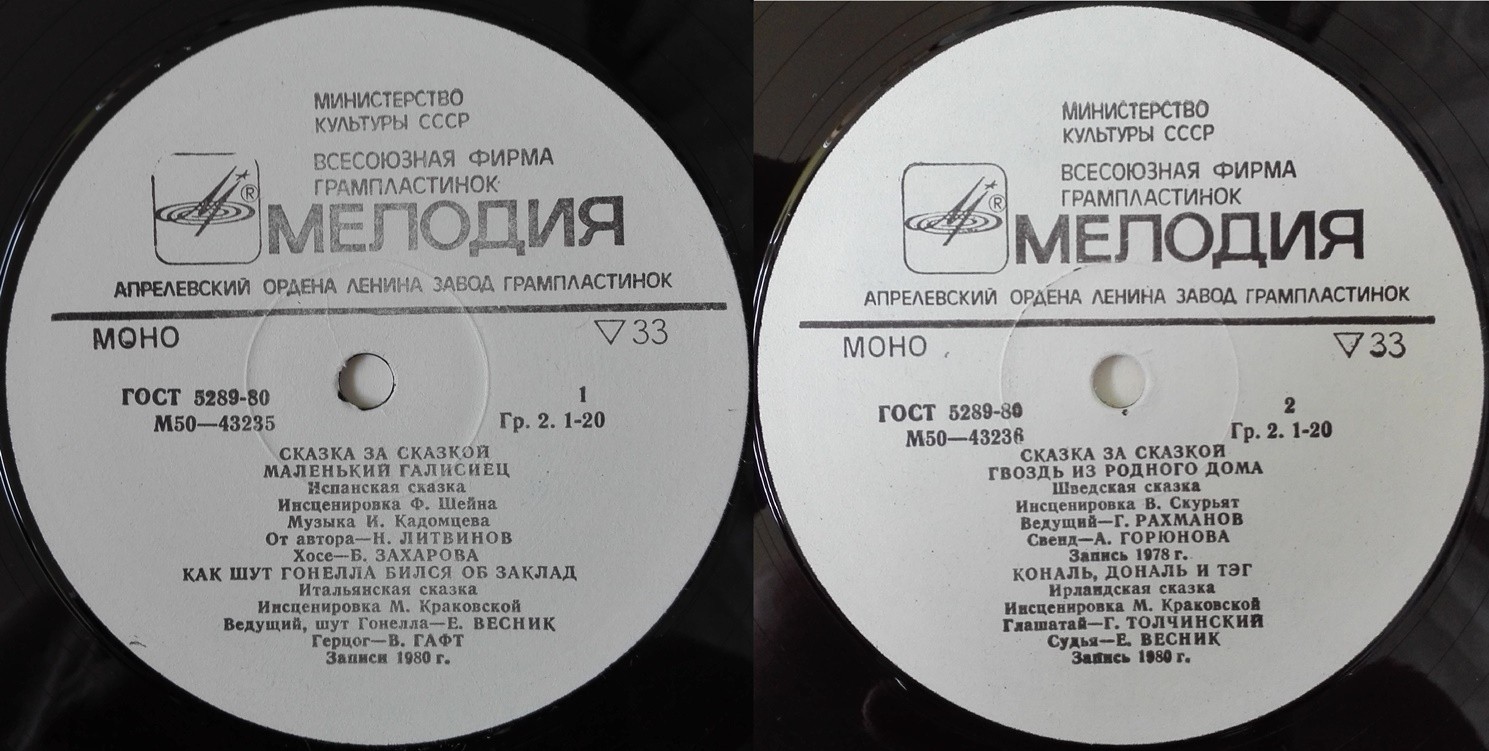 МИНИСТЕРСТВО
КУЛЬТУРЫ СССР
ВСЕСОЮЗНАЯ ФИРМА
ГРАМПЛАСТИНОК
®
МЕЛОДИЯ
АПРЕЛЕВСКИЙ ОРДЕНА ЛЕНИНА ЗАВОД ГРАМПЛАСТИНОК
МОНО ▽33
ГОСТ 5289-80 1
М50—43235 Гр. 2. 1-20
СКАЗКА ЗА СКАЗКОЙ
МАЛЕНЬКИЙ ГАЛИСИЕЦ
Испанская сказка
Инсценировка Ф. Шейна
Музыка И. Кадомцева
От автора—Н. ЛИТВИНОВ
Хосе—Б. ЗАХАРОВА
КАК ШУТ ГОНЕЛЛА БИЛСЯ ОБ ЗАКЛАД
Итальянская сказка
Инсценировка М. Краковской
Ведущий, шут Гонелла—Е. ВЕСНИК
Герцог—В. ГАФТ
Записи 1980 г.
МИНИСТЕРСТВО
КУЛЬТУРЫ СССР
ВСЕСОЮЗНАЯ ФИРМА
ГРАМПЛАСТИНОК
®
МЕЛОДИЯ
АПРЕЛЕВСКИЙ ОРДЕНА ЛЕНИНА ЗАВОД ГРАМПЛАСТИНОК
МОНО ▽33
ГОСТ 5289-80 2
М50—43236 Гр. 2. 1-20
СКАЗКА ЗА СКАЗКОЙ
ГВОЗДЬ ИЗ РОДНОГО ДОМА
Шведская сказка
Инсценировка В. Скурьят
Ведущий—Г. РАХМАНОВ
Свенд—А. ГОРЮНОВА
Запись 1978 г.
КОНАЛЬ, ДОНАЛЬ И ТЭГ
Ирландская сказка
Инсценировка М. Краковской
Глашатай—Г. ТОЛЧИНСКИЙ
Судья—Е. ВЕСНИК
Запись 1980 г.